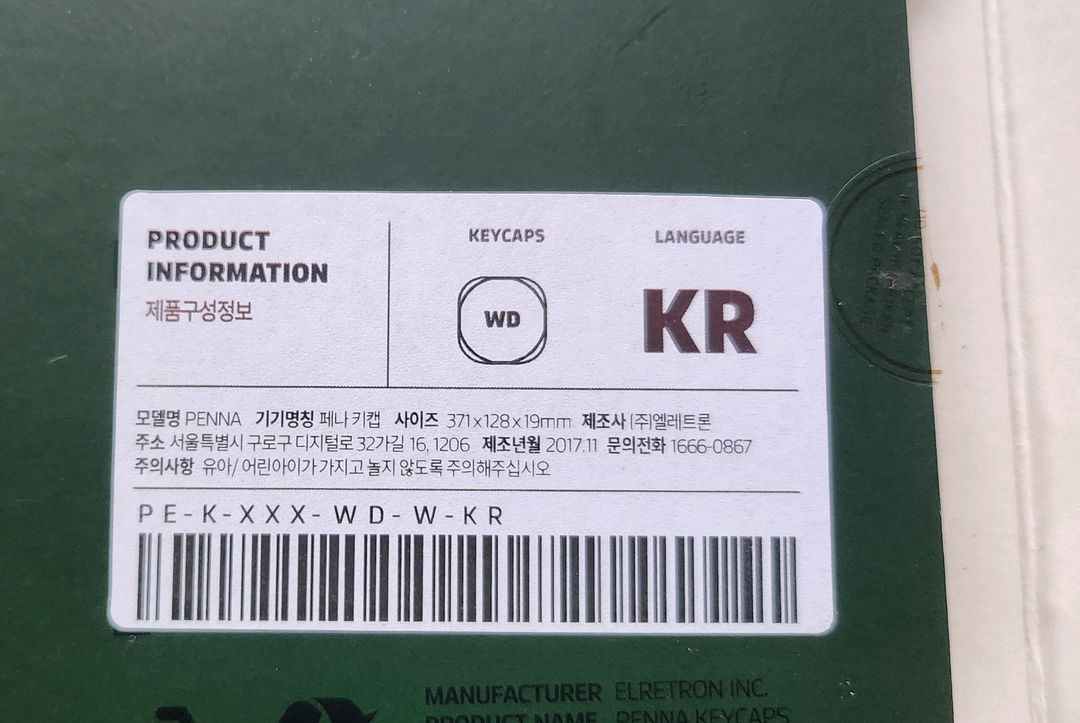 PRODUCT
INFORMATION
제품구성정보
KEYCAPS
WD
LANGUAGE
KR
모델명 PENNA 기기명칭 페나 키캡 사이즈 371x128x19mm 제조사 (주)엘레트론
주소 서울특별시 구로구 디지털로 32가길 16, 1206 제조년월 2017.11 문의전화 1666-0867
주의사항 유아/ 어린아이가 가지고 놀지 않도록 주의해주십시오
PE-K-XXX-WD-W-KR
MANUFACTURER ELRETRON INC.
PRODUCT NAME PENNA KEYCAPS